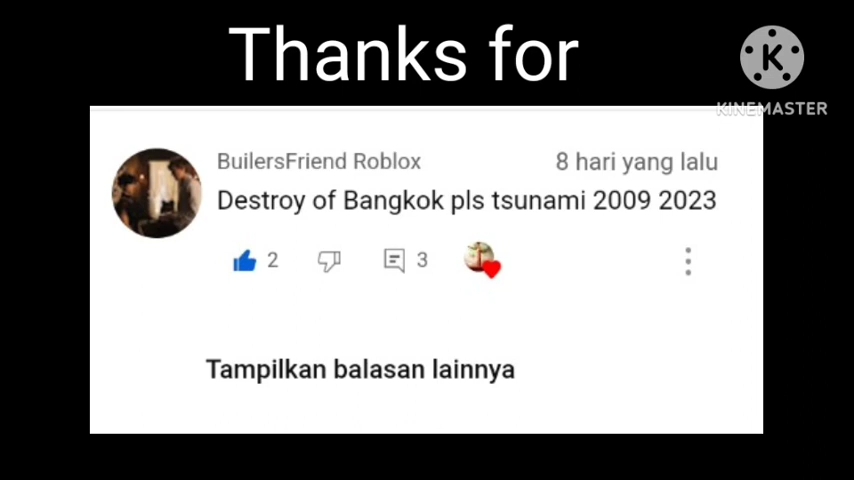 Thanks for
K
KINEMASTER
BuilersFriend Roblox 8 hari yang lalu
Destroy of Bangkok pls tsunami 2009 2023
2 3
Tampilkan balasan lainnya